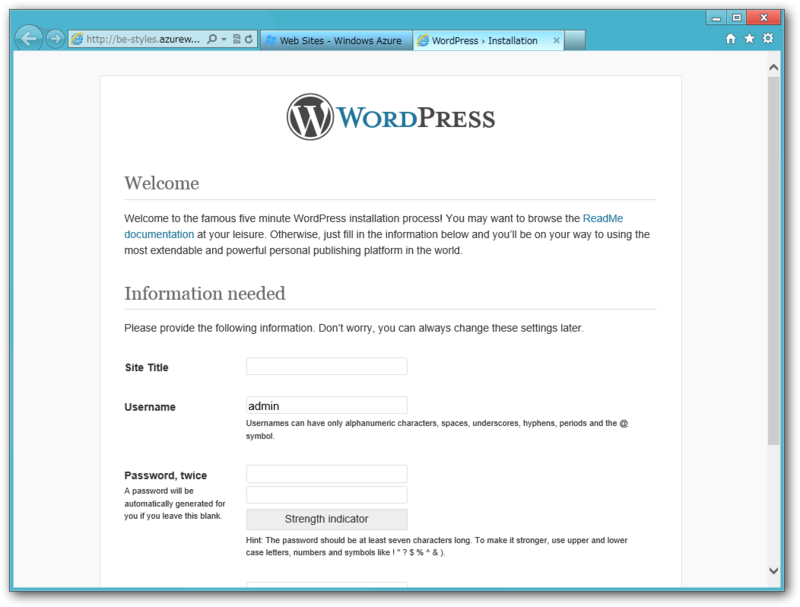 http://be-styles.azurew...
Web Sites - Windows Azure
WordPress › Installation
WORDPRESS
Welcome
Welcome to the famous five minute WordPress installation process! You may want to browse the ReadMe
documentation at your leisure. Otherwise, just fill in the information below and you’ll be on your way to using the
most extendable and powerful personal publishing platform in the world.
Information needed
Please provide the following information. Don’t worry, you can always change these settings later.
Site Title
Username
admin
Usernames can have only alphanumeric characters, spaces, underscores, hyphens, periods and the @
symbol.
Password, twice
A password will be
automatically generated for
you if you leave this blank.
Strength indicator
Hint: The password should be at least seven characters long. To make it stronger, use upper and lower
case letters, numbers and symbols like ! " ? $ % ^ & ).